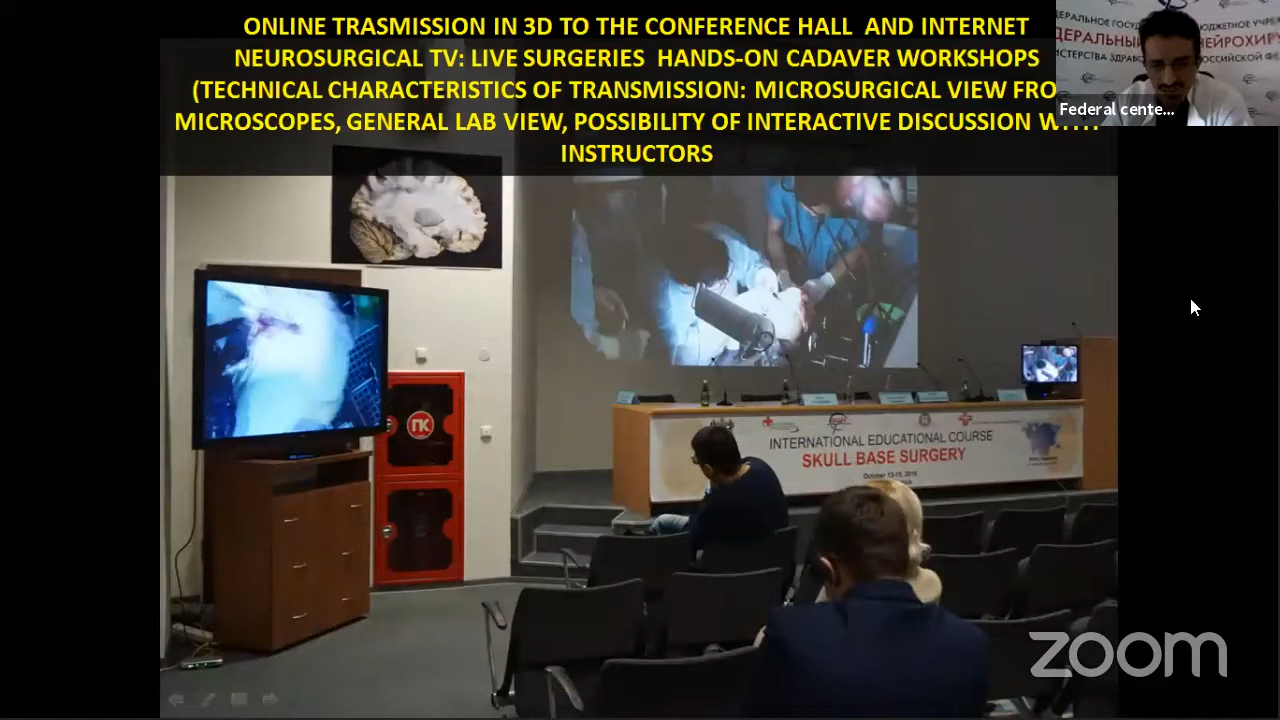 ONLINE TRASMISSION IN 3D TO THE CONFERENCE HALL AND INTERNET
NEUROSURGICAL TV: LIVE SURGERIES HANDS-ON CADAVER WORKSHOPS
(TECHNICAL CHARACTERISTICS OF TRANSMISSION: MICROSURGICAL VIEW FRO
MICROSCOPES, GENERAL LAB VIEW, POSSIBILITY OF INTERACTIVE DISCUSSION
INSTRUCTORS
Federal cente...
ПК
INTERNATIONAL EDUCATIONAL COURSE
SKULL BASE SURGERY
zoom